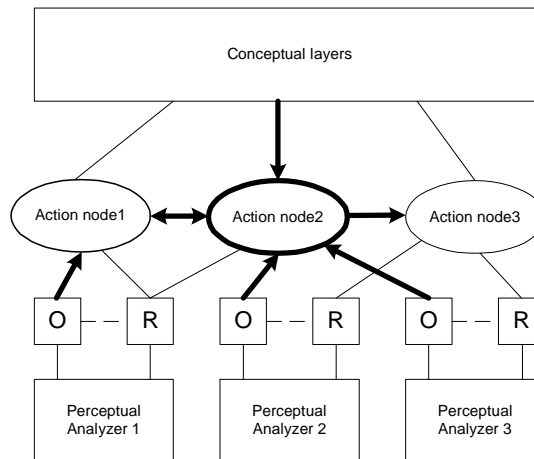 Conceptual layers
Action node1
Action node2
Action node3
O
R
O
R
O
R
Perceptual
Analyzer 1
Perceptual
Analyzer 2
Perceptual
Analyzer 3